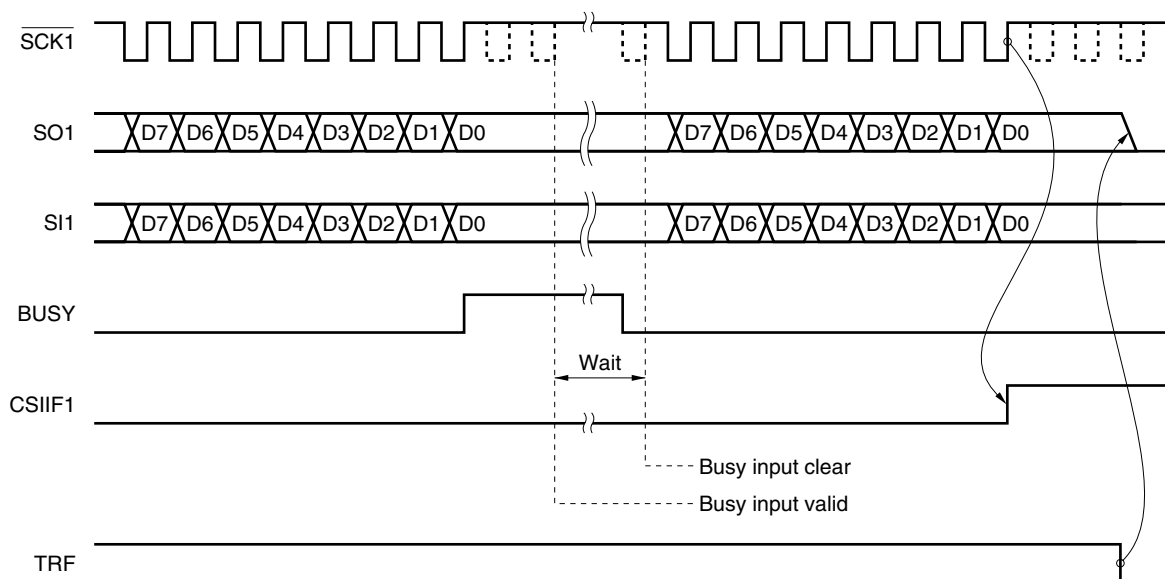 SCK1
SO1 D7 D6 D5 D4 D3 D2 D1 D0 D7 D6 D5 D4 D3 D2 D1 D0
SI1 D7 D6 D5 D4 D3 D2 D1 D0 D7 D6 D5 D4 D3 D2 D1 D0
BUSY
Wait
CSIIF1
Busy input clear
Busy input valid
TRF